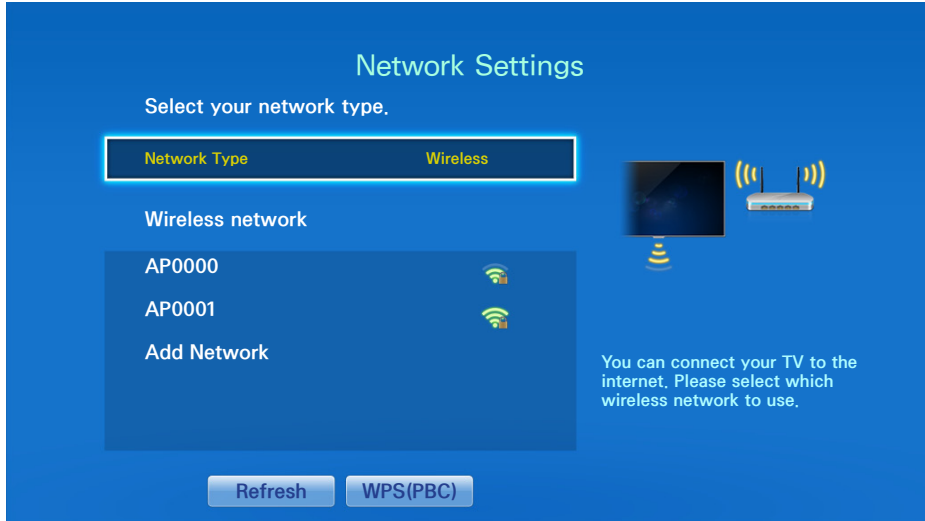 Network Settings
Select your network type.
Network Type Wireless
Wireless network
AP0000
AP0001
Add Network
You can connect your TV to the
internet. Please select which
wireless network to use.
Refresh WPS(PBC)